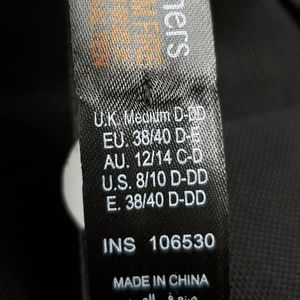 ners
U.K. Medium D-DD
EU. 38/40 D-E
AU. 12/14 C-D
U.S. 8/10 D-DD
E. 38/40 D-DD
INS 106530
MADE IN CHINA